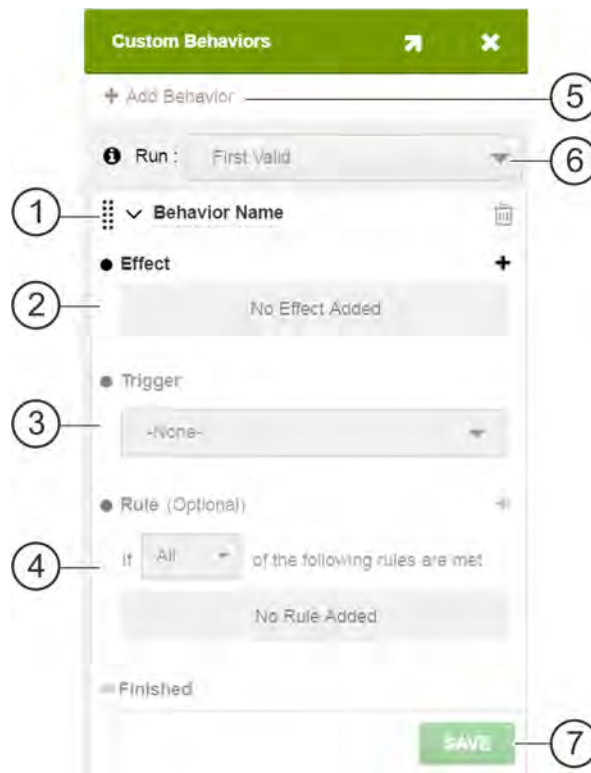 Custom Behaviors
+ Add Behavior
5
Run : First Valid
6
1
Behavior Name
Effect +
2
No Effect Added
Trigger
3
-None-
Rule (Optional)
4
If All of the following rules are met
No Rule Added
Finished
SAVE
7